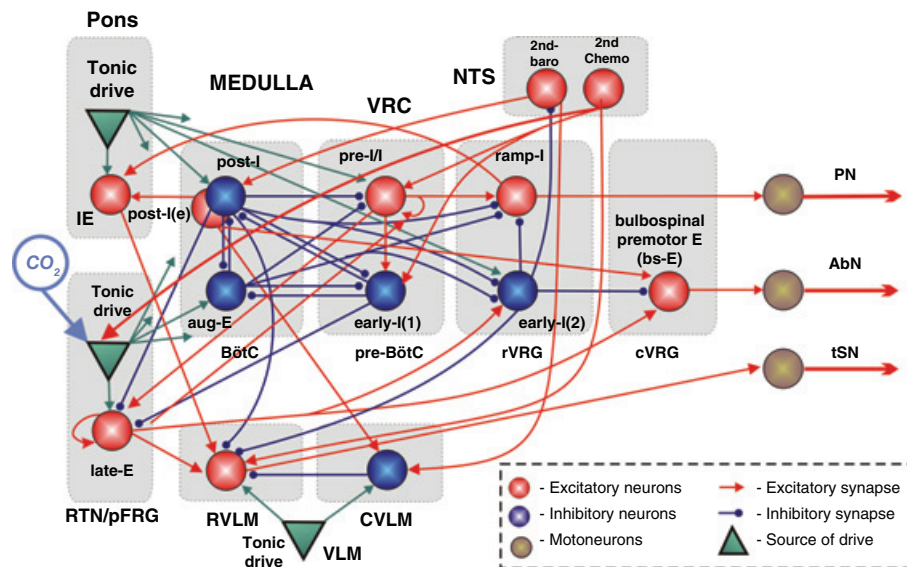 Pons
Tonic
drive
MEDULLA
VRC
NTS
2nd-
baro
2nd
Chemo
post-I
pre-I/I
ramp-I
PN
IE
post-I(e)
bulbospinal
premotor E
(bs-E)
AbN
CO2
Tonic
drive
aug-E
early-I(1)
early-I(2)
BötC
pre-BötC
rVRG
cVRG
tSN
late-E
RTN/pFRG
RVLM
CVLM
Tonic
drive
VLM
- Excitatory neurons
- Inhibitory neurons
- Motoneurons
- Excitatory synapse
- Inhibitory synapse
- Source of drive